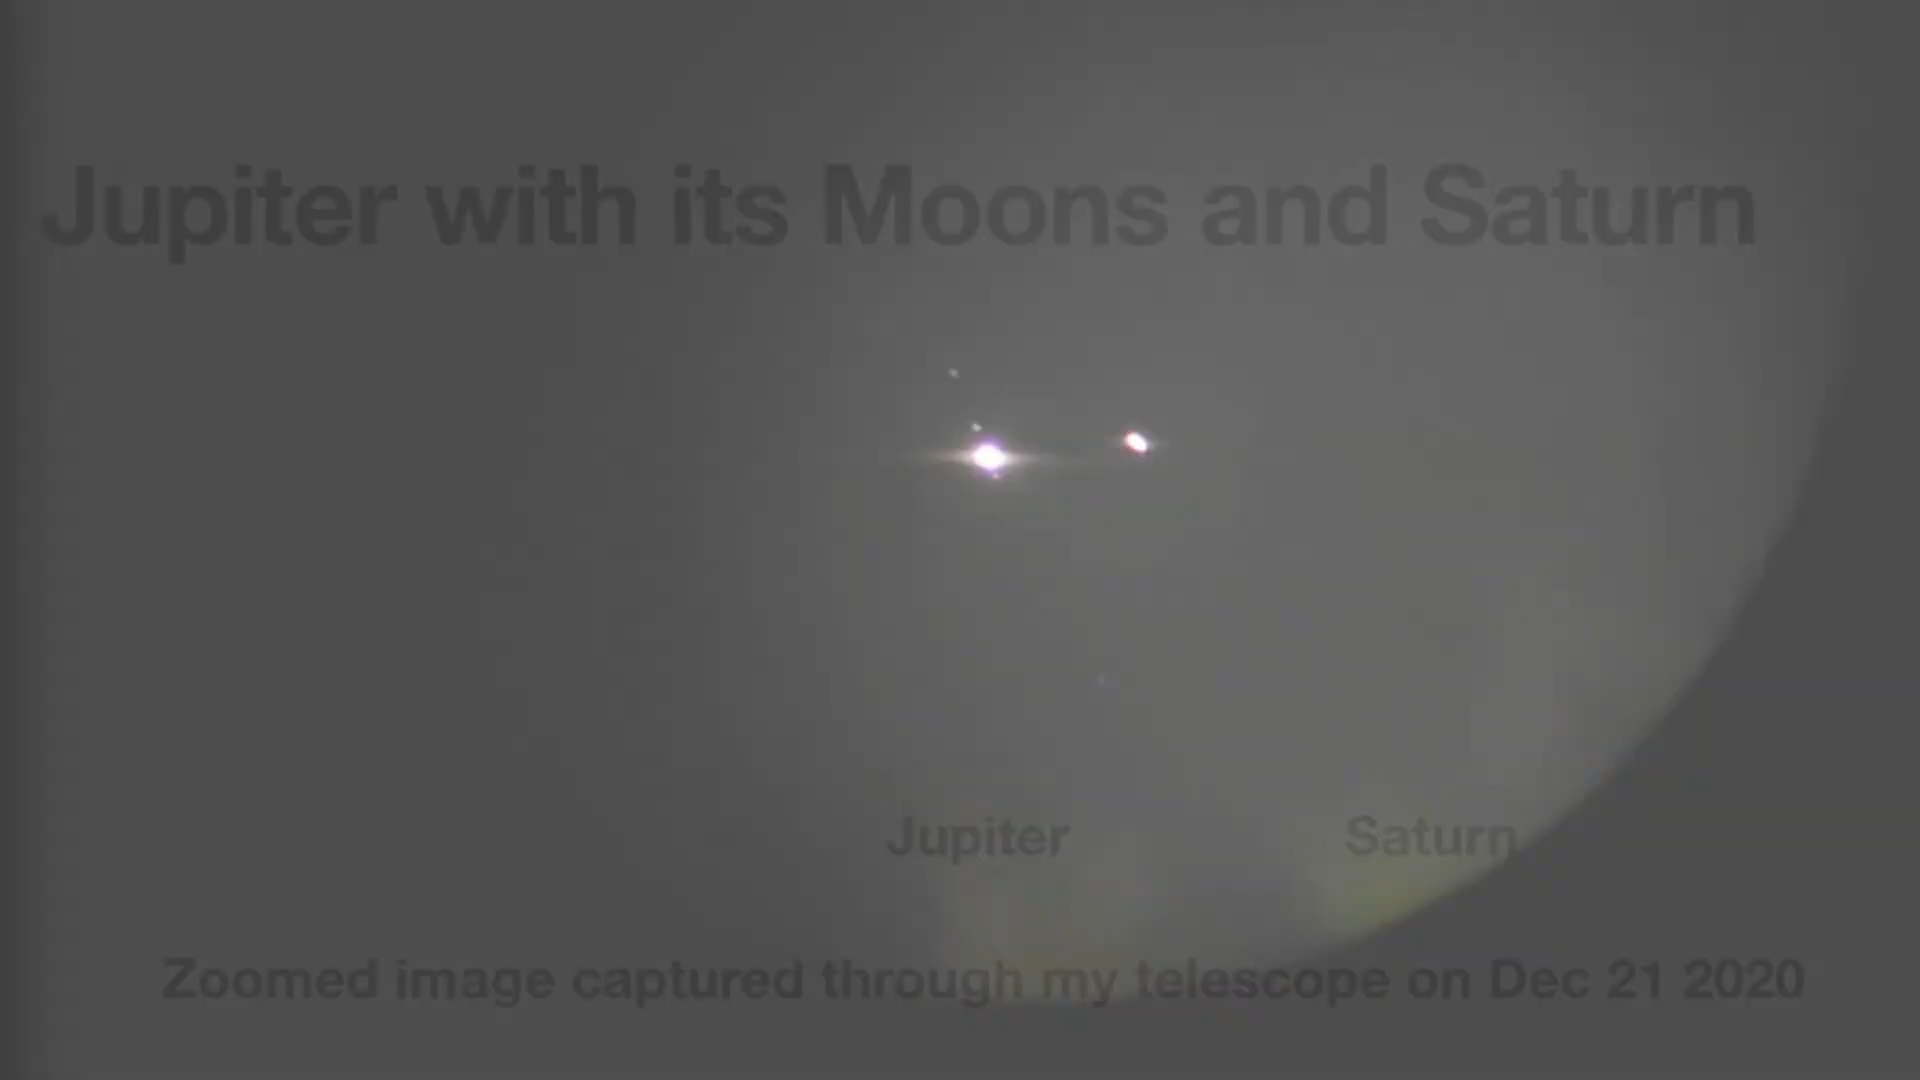 Jupiter with its Moons and Saturn
Jupiter Saturn
Zoomed image captured through my telescope on Dec 21 2020